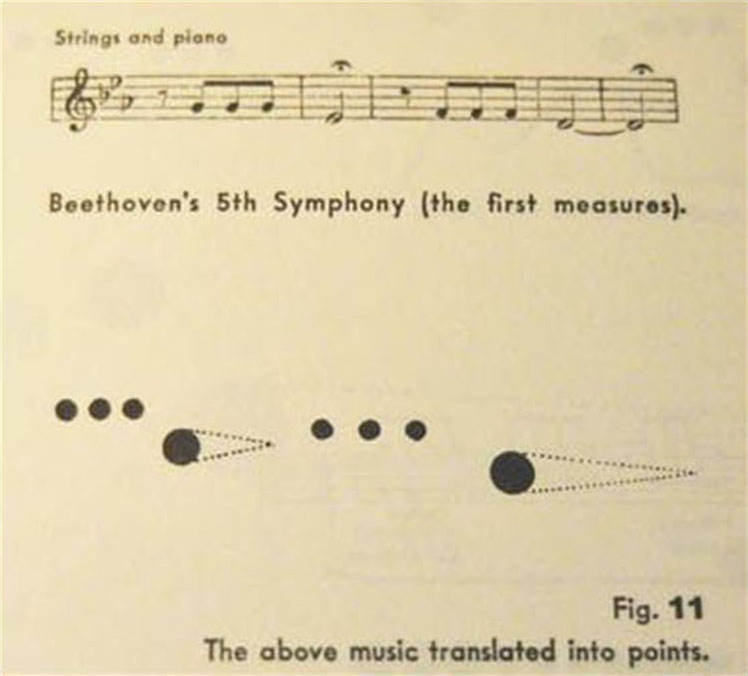 Strings and piano
Beethoven's 5th Symphony (the first measures).
Fig. 11
The above music translated into points.